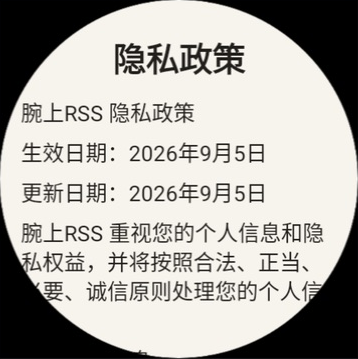 隐私政策
腕上RSS 隐私政策
生效日期：2026年9月5日
更新日期：2026年9月5日
腕上RSS 重视您的个人信息和隐
私权益，并将按照合法、正当、
必要、诚信原则处理您的个人信